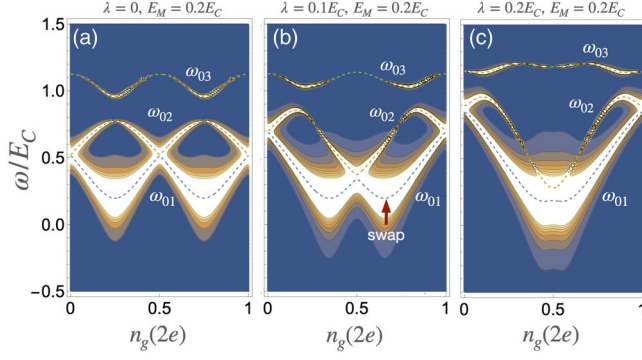 λ = 0, E_M = 0.2E_C
λ = 0.1E_C, E_M = 0.2E_C
λ = 0.2E_C, E_M = 0.2E_C
(a)
(b)
(c)
ω_03
ω_03
ω_03
ω_02
ω_02
ω_02
ω_01
ω_01
ω_01
swap
ω/E_C
1.5
1.0
0.5
0.0
-0.5
0 0.5 1
0 0.5 1
0 0.5 1
n_g(2e)
n_g(2e)
n_g(2e)